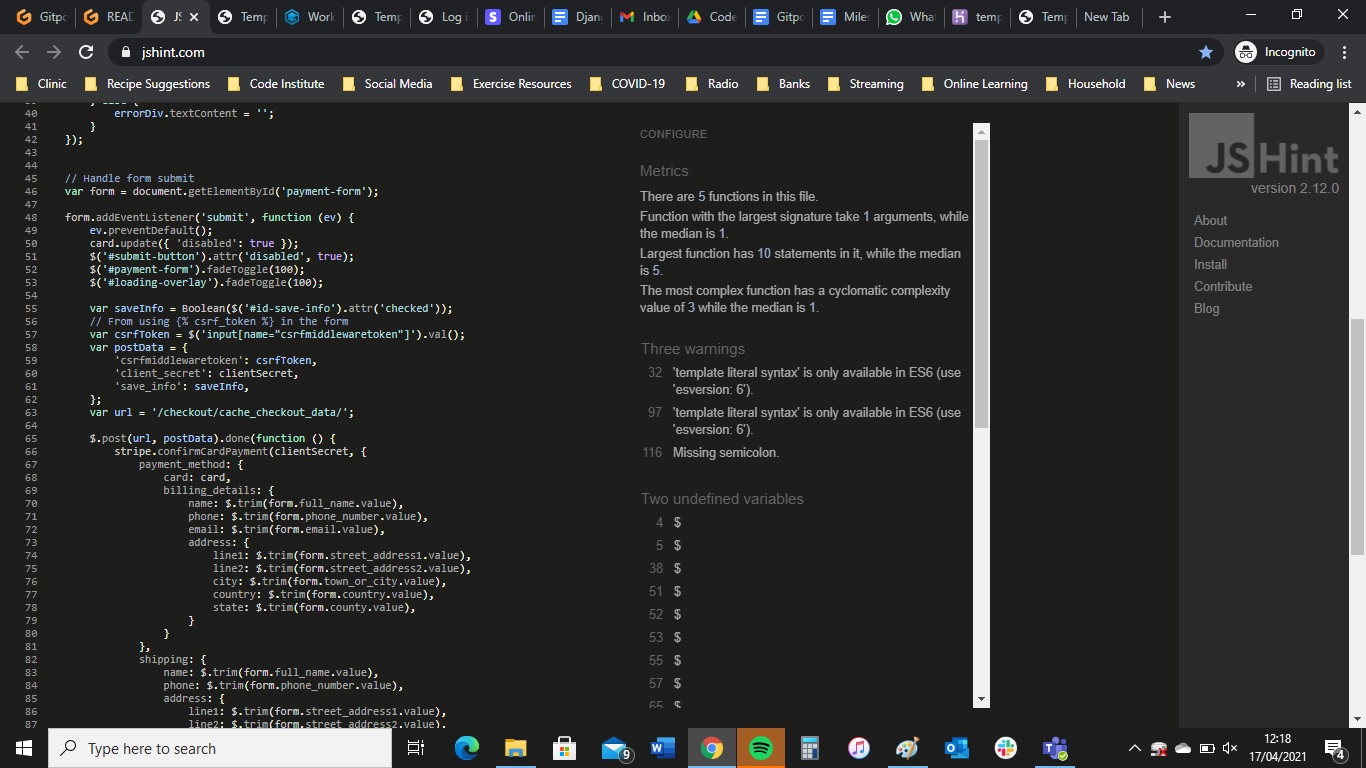 Gitpo
READ
JS
Temp
Work
Temp
Log i
Onlin
Djang
Inbo
Code
Gitpo
Miles
What
temp
Temp
New Tab
jshint.com
Incognito
Clinic
Recipe Suggestions
Code Institute
Social Media
Exercise Resources
COVID-19
Radio
Banks
Streaming
Online Learning
Household
News
»
Reading list
40 errorDiv.textContent = '';
41 }
42 });
43
44
45 // Handle form submit
46 var form = document.getElementById('payment-form');
47
48 form.addEventListener('submit', function (ev) {
49 ev.preventDefault();
50 card.update({ 'disabled': true });
51 $('#submit-button').attr('disabled', true);
52 $('#payment-form').fadeToggle(100);
53 $('#loading-overlay').fadeToggle(100);
54
55 var saveInfo = Boolean($('#id-save-info').attr('checked'));
56 // From using {% csrf_token %} in the form
57 var csrfToken = $('input[name="csrfmiddlewaretoken"]').val();
58 var postData = {
59 'csrfmiddlewaretoken': csrfToken,
60 'client_secret': clientSecret,
61 'save_info': saveInfo,
62 };
63 var url = '/checkout/cache_checkout_data/';
64
65 $.post(url, postData).done(function () {
66 stripe.confirmCardPayment(clientSecret, {
67 payment_method: {
68 card: card,
69 billing_details: {
70 name: $.trim(form.full_name.value),
71 phone: $.trim(form.phone_number.value),
72 email: $.trim(form.email.value),
73 address: {
74 line1: $.trim(form.street_address1.value),
75 line2: $.trim(form.street_address2.value),
76 city: $.trim(form.town_or_city.value),
77 country: $.trim(form.country.value),
78 state: $.trim(form.county.value),
79 }
80 }
81 },
82 shipping: {
83 name: $.trim(form.full_name.value),
84 phone: $.trim(form.phone_number.value),
85 address: {
86 line1: $.trim(form.street_address1.value),
87 line2: $.trim(form.street_address2.value),
CONFIGURE
Metrics
There are 5 functions in this file.
Function with the largest signature take 1 arguments, while
the median is 1.
Largest function has 10 statements in it, while the median
is 5.
The most complex function has a cyclomatic complexity
value of 3 while the median is 1.
Three warnings
32 'template literal syntax' is only available in ES6 (use
'esversion: 6').
97 'template literal syntax' is only available in ES6 (use
'esversion: 6').
116 Missing semicolon.
Two undefined variables
4 $
5 $
38 $
51 $
52 $
53 $
55 $
57 $
65 $
JSHint
version 2.12.0
About
Documentation
Install
Contribute
Blog
Type here to search
9
12:18
17/04/2021
4